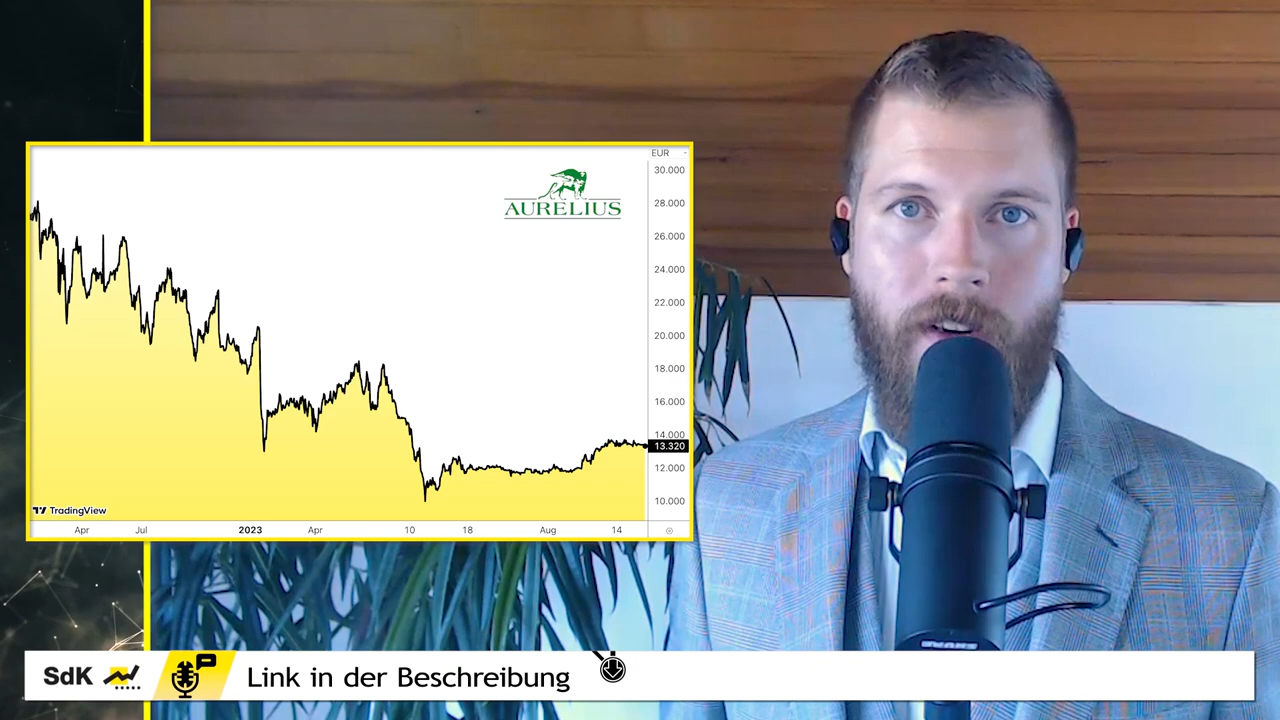 EUR
30.000
28.000
26.000
24.000
22.000
20.000
18.000
16.000
14.000
13.320
12.000
10.000
AURELIUS
TradingView
Apr
Jul
2023
Apr
10
18
Aug
14
SdK
Link in der Beschreibung